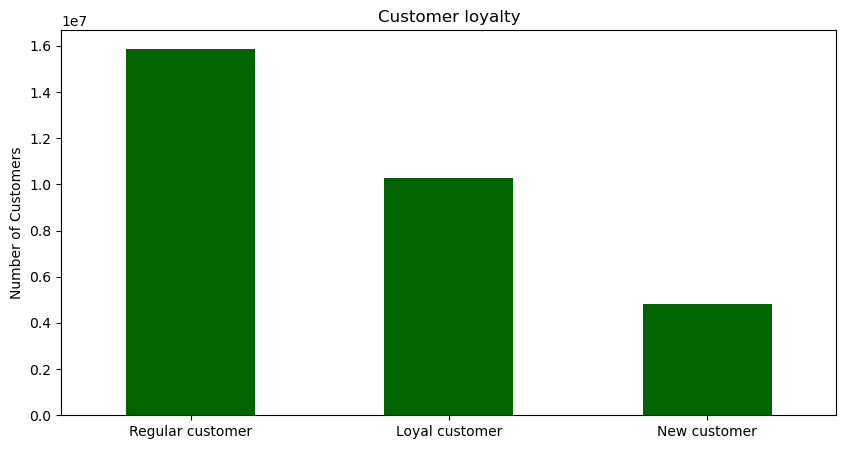 Customer loyalty
1e7
Number of Customers
1.6
1.4
1.2
1.0
0.8
0.6
0.4
0.2
0.0
Regular customer
Loyal customer
New customer